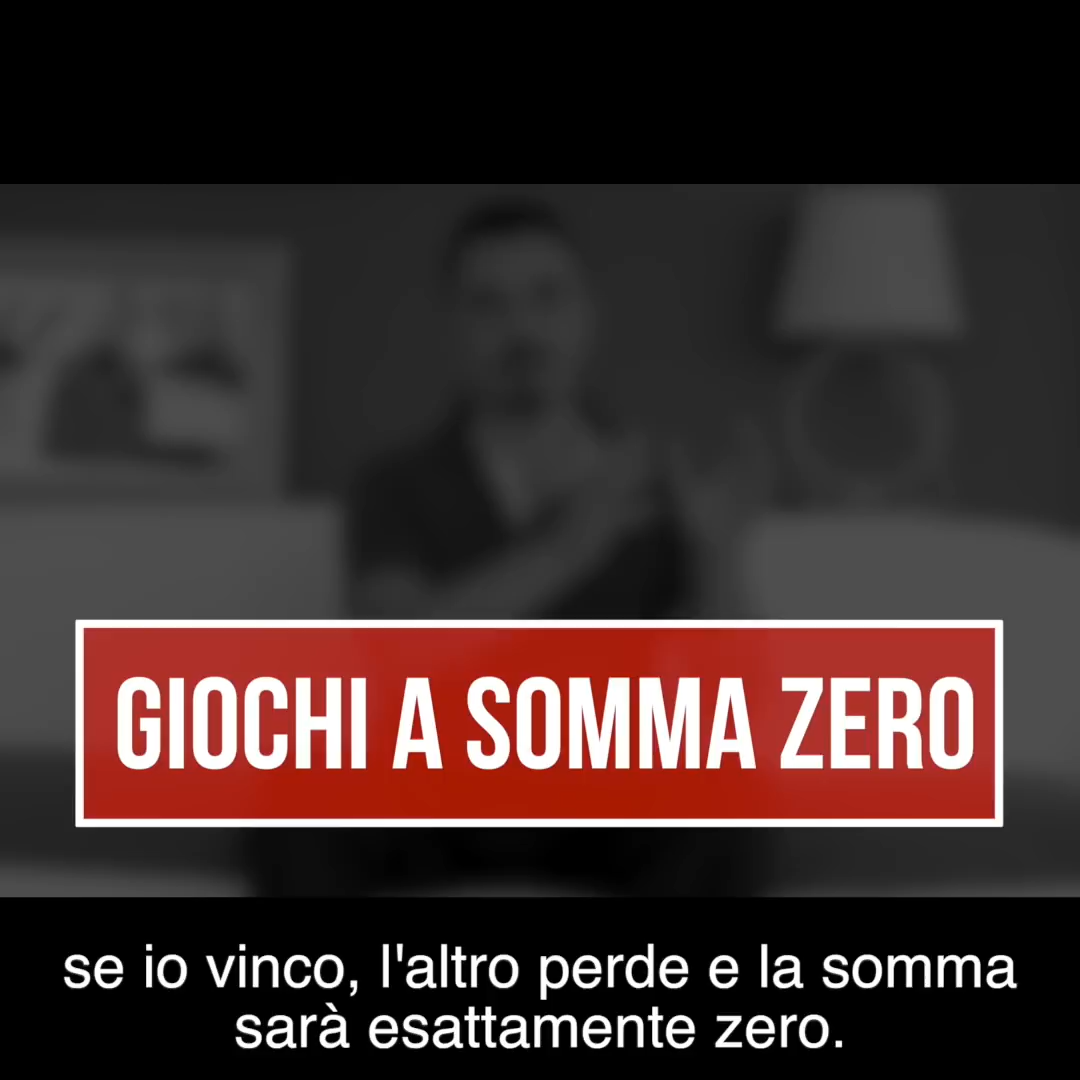 GIOCHI A SOMMA ZERO
se io vinco, l'altro perde e la somma
sarà esattamente zero.